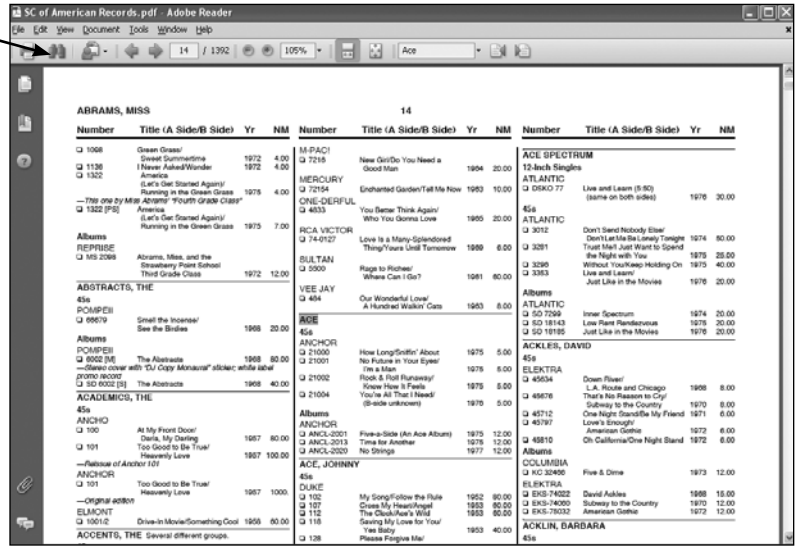 SC of American Records.pdf - Adobe Reader
File Edit View Document Tools Window Help
14 / 1392 105% Ace
ABRAMS, MISS 14
Number Title (A Side/B Side) Yr NM
❑ 1098 Green Grass/
Sweet Summertime 1972 4.00
❑ 1136 I Never Asked/Wander 1972 4.00
❑ 1322 America
(Let's Get Started Again)/
Running in the Green Grass 1975 4.00
—This one by Miss Abrams' "Fourth Grade Class"
❑ 1322 [PS] America
(Let's Get Started Again)/
Running in the Green Grass 1975 7.00
Albums
REPRISE
❑ MS 2098 Abrams, Miss, and the
Strawberry Point School
Third Grade Class 1972 12.00
ABSTRACTS, THE
45s
POMPEII
❑ 66679 Smell the Incense/
See the Birdies 1968 20.00
Albums
POMPEII
❑ 6002 [M] The Abstracts 1968 80.00
—Stereo cover with "DJ Copy Monaural" sticker; white label
promo record
❑ SD 6002 [S] The Abstracts 1968 40.00
ACADEMICS, THE
45s
ANCHO
❑ 100 At My Front Door/
Darla, My Darling 1957 80.00
❑ 101 Too Good to Be True/
Heavenly Love 1957 100.00
—Reissue of Anchor 101
ANCHOR
❑ 101 Too Good to Be True/
Heavenly Love 1957 1000.
—Original edition
ELMONT
❑ 1001/2 Drive-In Movie/Something Cool 1958 60.00
ACCENTS, THE Several different groups.
Number Title (A Side/B Side) Yr NM
M-PAC!
❑ 7216 New Girl/Do You Need a
Good Man 1964 20.00
MERCURY
❑ 72154 Enchanted Garden/Tell Me Now 1963 10.00
ONE-DERFUL
❑ 4833 You Better Think Again/
Who You Gonna Love 1965 20.00
RCA VICTOR
❑ 74-0127 Love Is a Many-Splendored
Thing/Yours Until Tomorrow 1969 6.00
SULTAN
❑ 5500 Rags to Riches/
Where Can I Go? 1961 60.00
VEE JAY
❑ 484 Our Wonderful Love/
A Hundred Walkin' Cats 1963 8.00
ACE
45s
ANCHOR
❑ 21000 How Long/Sniffin' About 1975 5.00
❑ 21001 No Future in Your Eyes/
I'm a Man 1975 5.00
❑ 21002 Rock & Roll Runaway/
Know How It Feels 1975 5.00
❑ 21004 You're All That I Need/
(B-side unknown) 1976 5.00
Albums
ANCHOR
❑ ANCL-2001 Five-a-Side (An Ace Album) 1975 12.00
❑ ANCL-2013 Time for Another 1975 12.00
❑ ANCL-2020 No Strings 1977 12.00
ACE, JOHNNY
45s
DUKE
❑ 102 My Song/Follow the Rule 1952 80.00
❑ 107 Cross My Heart/Angel 1953 80.00
❑ 112 The Clock/Ace's Wild 1953 80.00
❑ 118 Saving My Love for You/
Yes Baby 1953 40.00
❑ 128 Please Forgive Me/
Number Title (A Side/B Side) Yr NM
ACE SPECTRUM
12-Inch Singles
ATLANTIC
❑ DSKO 77 Live and Learn (5:50)
(same on both sides) 1976 30.00
45s
ATLANTIC
❑ 3012 Don't Send Nobody Else/
Don't Let Me Be Lonely Tonight 1974 50.00
❑ 3281 Trust Me/I Just Want to Spend
the Night with You 1975 25.00
❑ 3296 Without You/Keep Holding On 1975 40.00
❑ 3353 Live and Learn/
Just Like in the Movies 1976 20.00
Albums
ATLANTIC
❑ SD 7299 Inner Spectrum 1974 20.00
❑ SD 18143 Low Rent Rendezvous 1975 20.00
❑ SD 18185 Just Like in the Movies 1976 20.00
ACKLES, DAVID
45s
ELEKTRA
❑ 45634 Down River/
L.A. Route and Chicago 1968 8.00
❑ 45676 That's No Reason to Cry/
Subway to the Country 1970 8.00
❑ 45712 One Night Stand/Be My Friend 1971 6.00
❑ 45797 Love's Enough/
American Gothic 1972 6.00
❑ 45810 Oh California/One Night Stand 1972 6.00
Albums
COLUMBIA
❑ KC 32466 Five & Dime 1973 12.00
ELEKTRA
❑ EKS-74022 David Ackles 1968 15.00
❑ EKS-74060 Subway to the Country 1970 12.00
❑ EKS-75032 American Gothic 1972 12.00
ACKLIN, BARBARA
45s